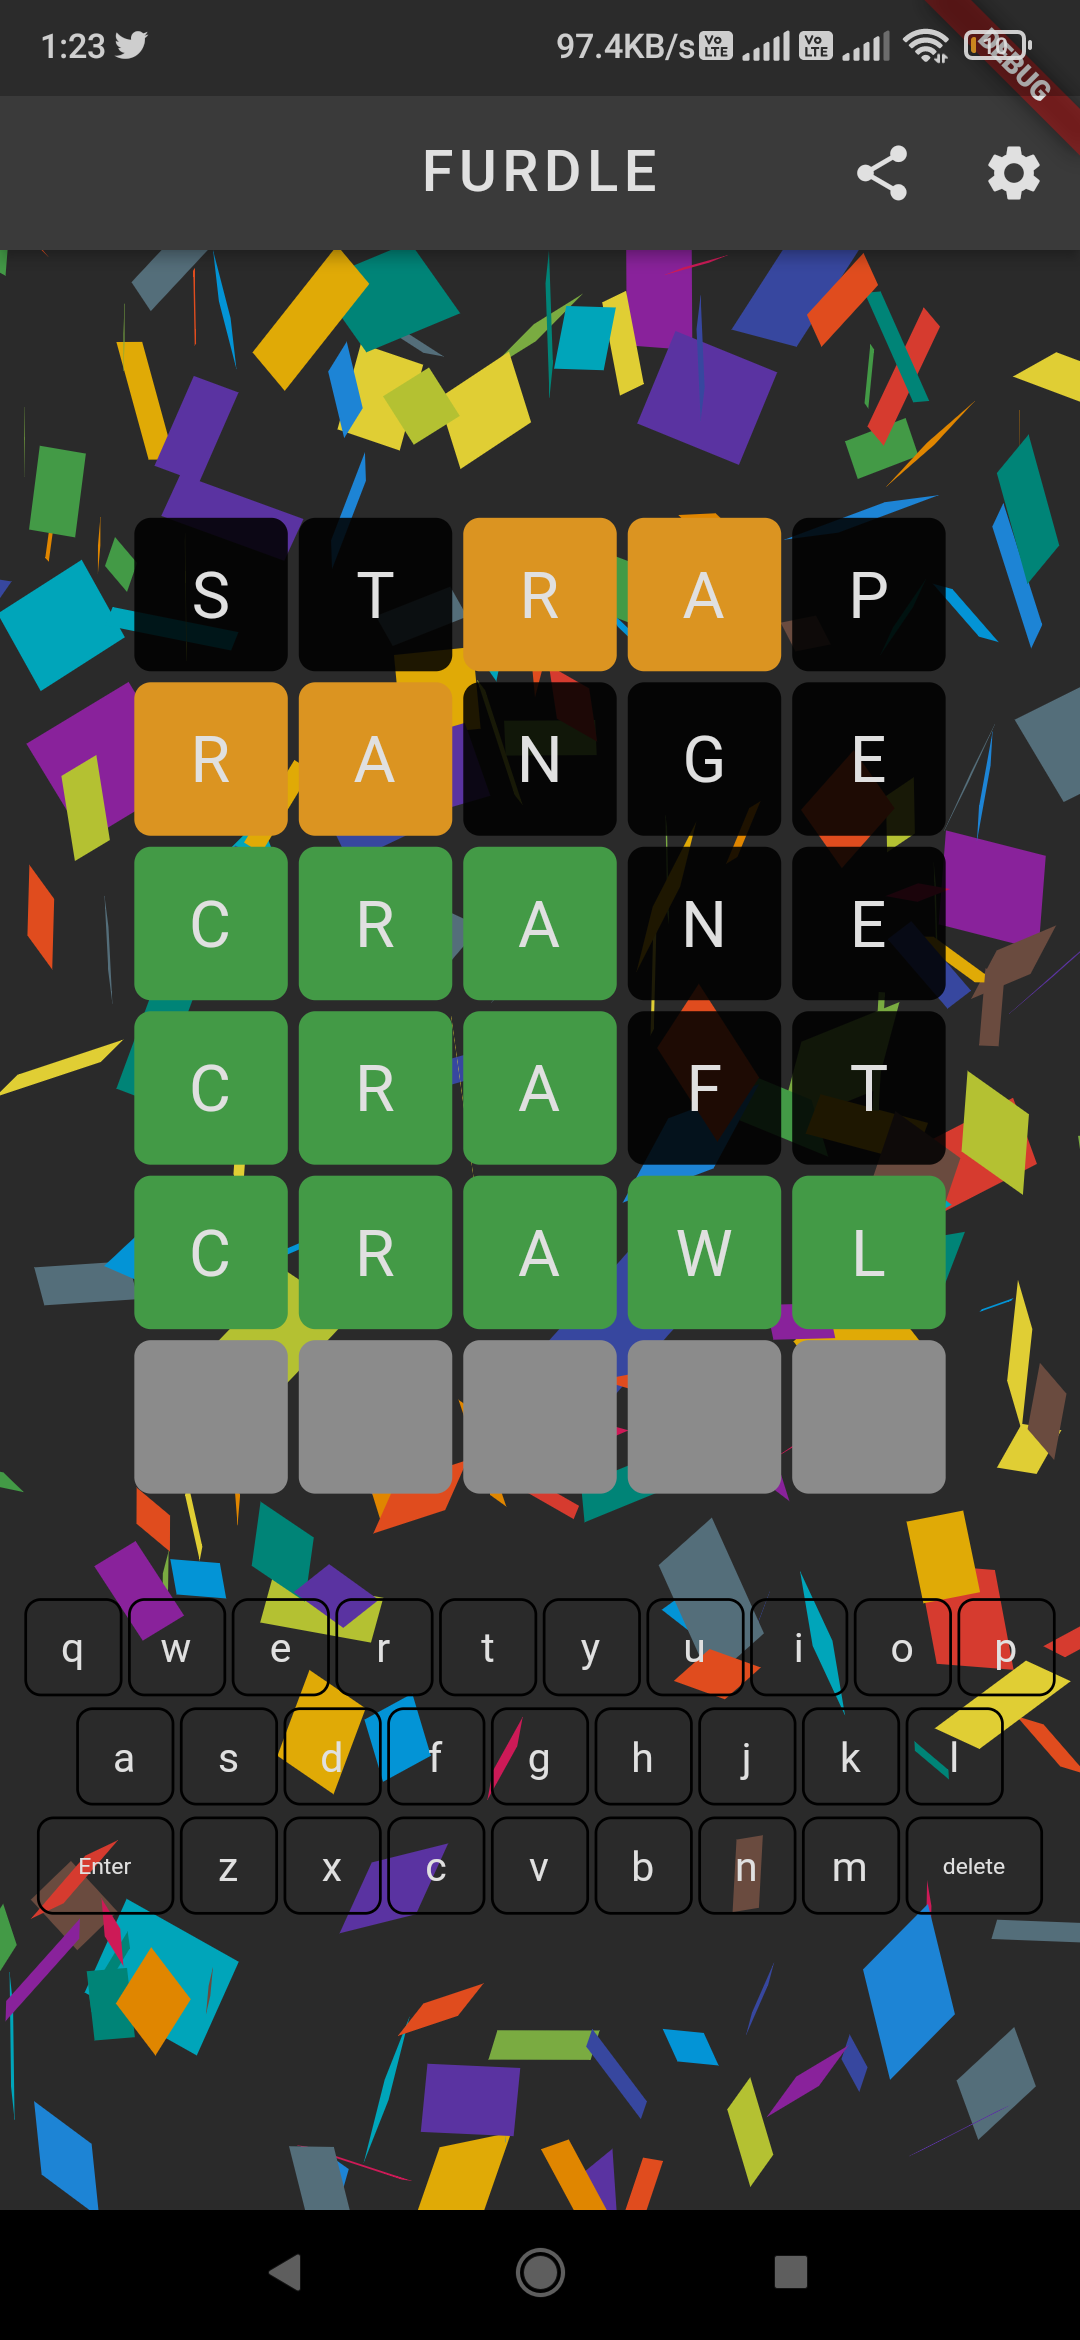 1:23 97.4KB/s Vo LTE Vo LTE 10
DEBUG
FURDLE
S T R A P
R A N G E
C R A N E
C R A F T
C R A W L
q w e r t y u i o p
a s d f g h j k l
Enter z x c v b n m delete